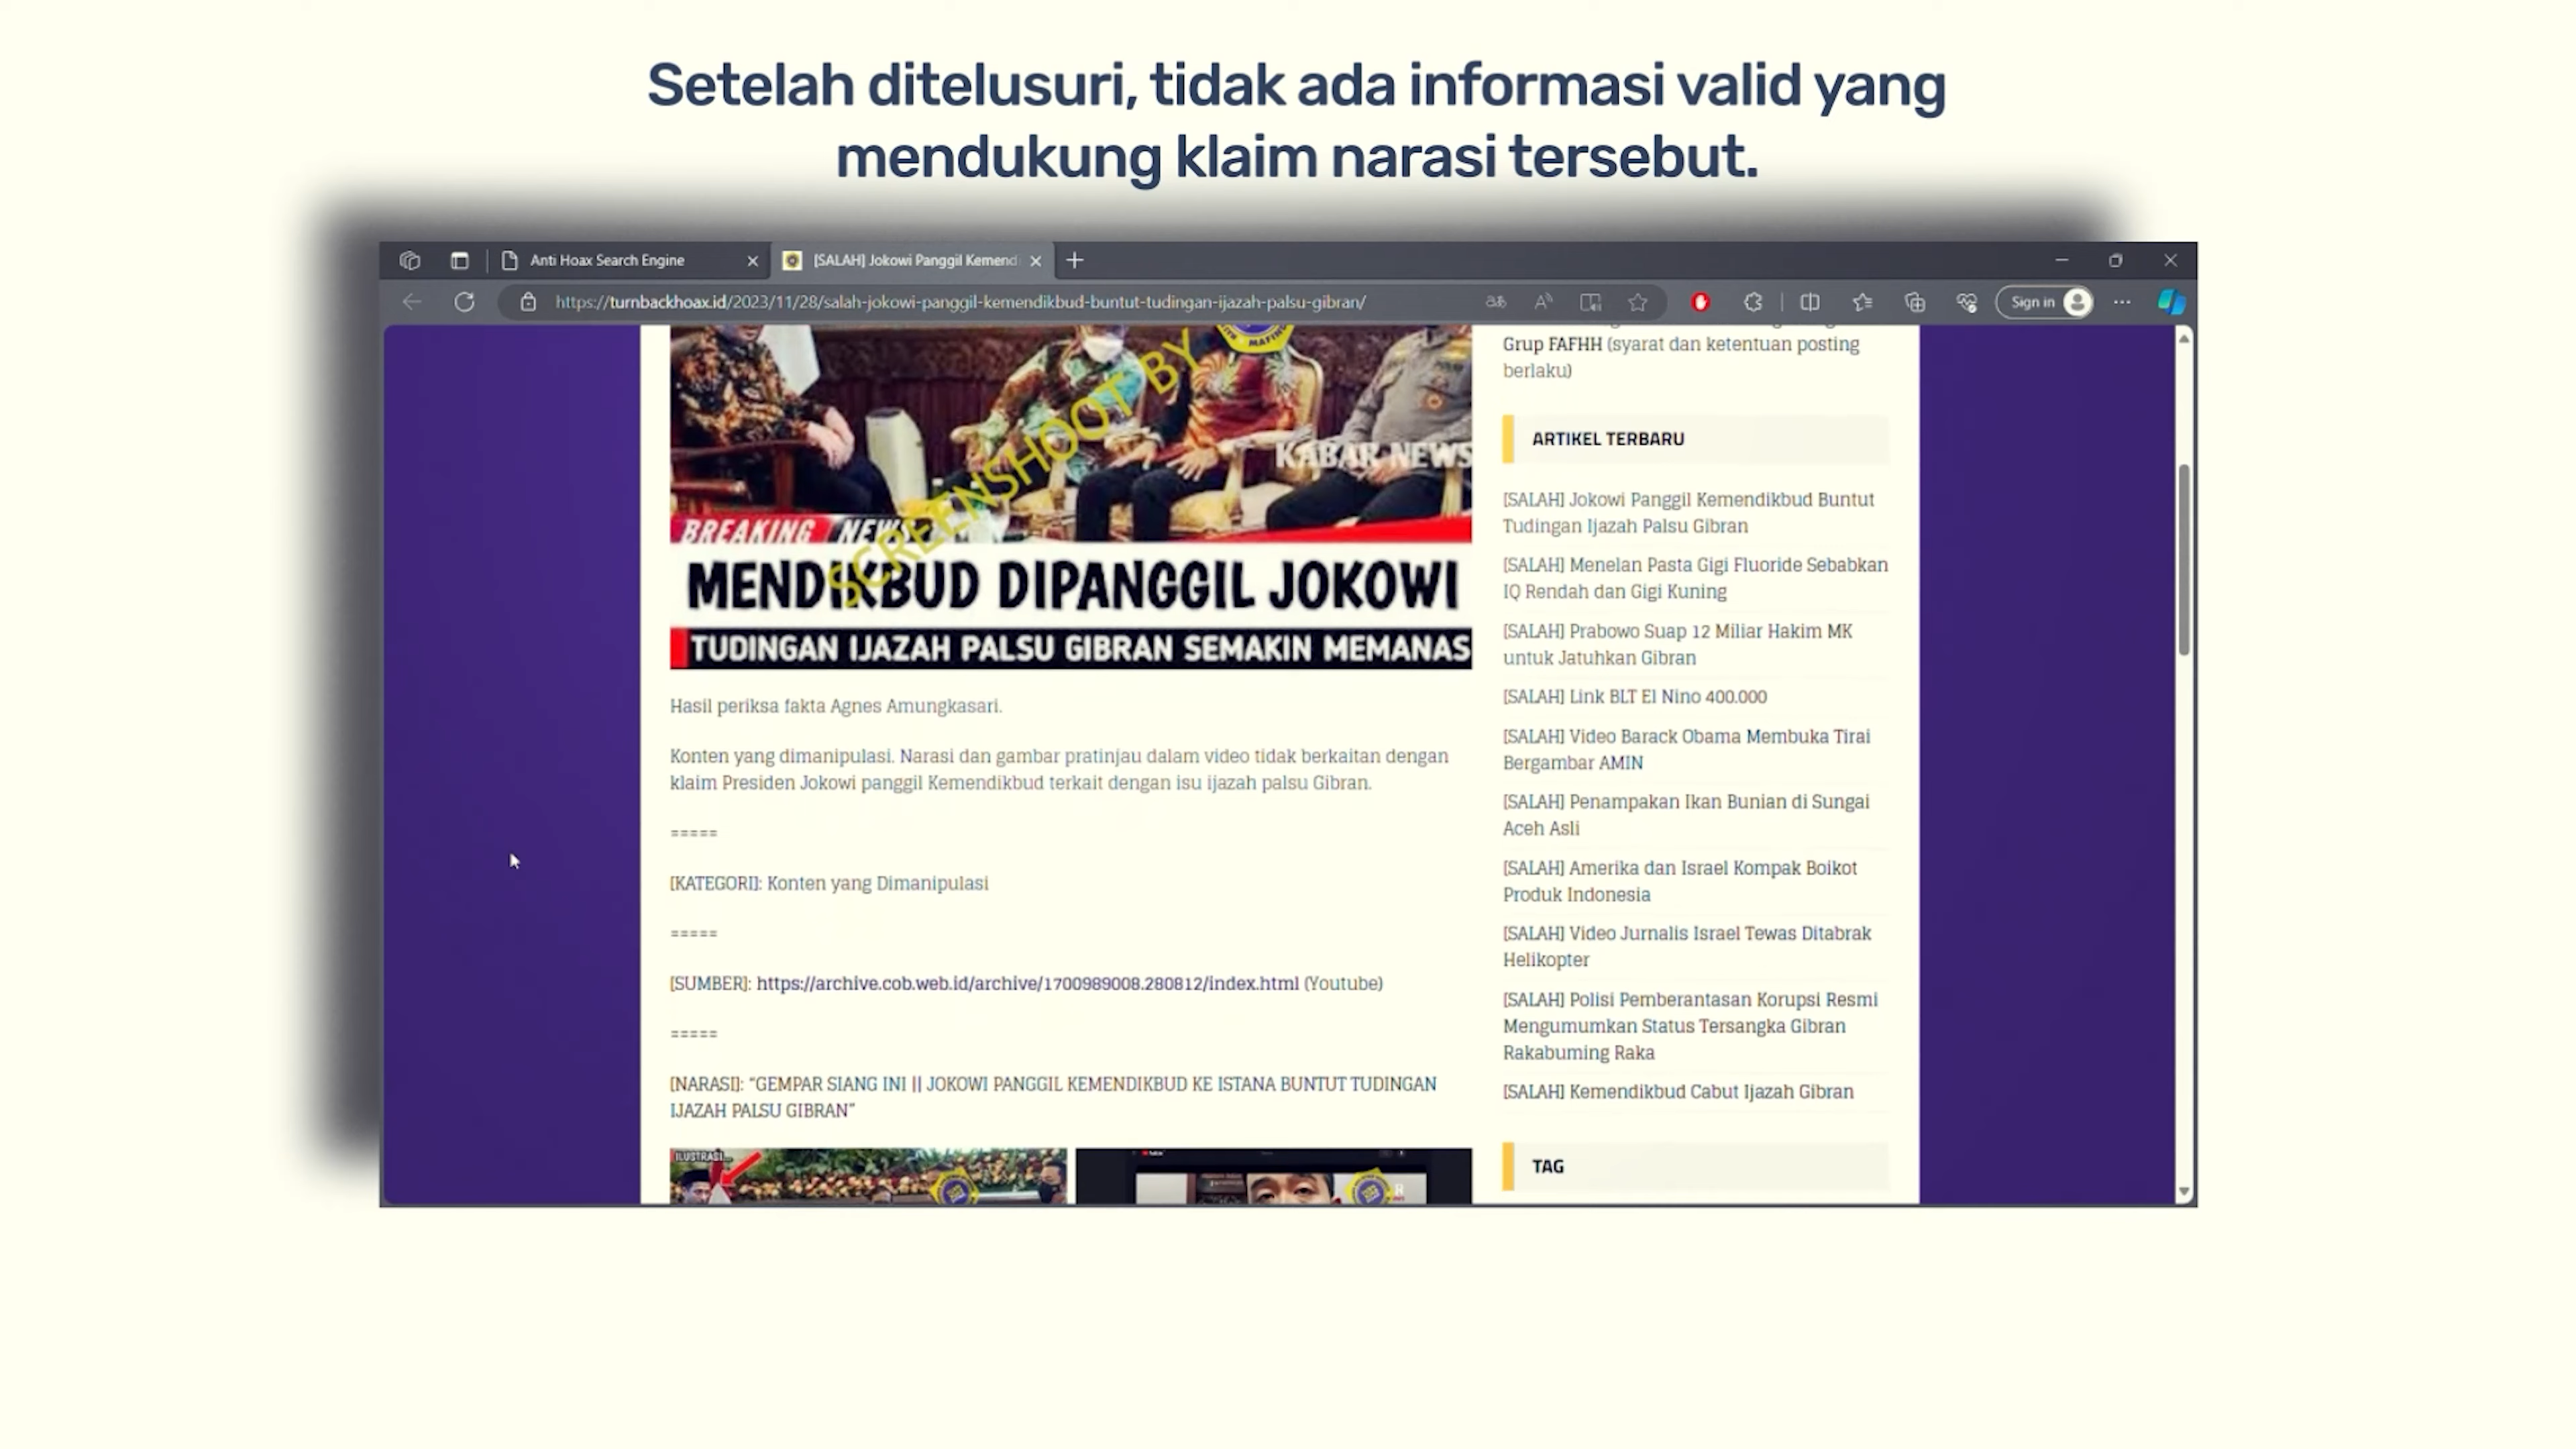 Setelah ditelusuri, tidak ada informasi valid yang
mendukung klaim narasi tersebut.
Anti Hoax Search Engine
[SALAH] Jokowi Panggil Kemend
https://turnbackhoax.id/2023/11/28/salah-jokowi-panggil-kemendikbud-buntut-tudingan-ijazah-palsu-gibran/
Sign in
MAFIN
SCREENSHOOT BY
KABAR NEWS
BREAKING NEWS
MENDIKBUD DIPANGGIL JOKOWI
TUDINGAN IJAZAH PALSU GIBRAN SEMAKIN MEMANAS
Hasil periksa fakta Agnes Amungkasari.
Konten yang dimanipulasi. Narasi dan gambar pratinjau dalam video tidak berkaitan dengan
klaim Presiden Jokowi panggil Kemendikbud terkait dengan isu ijazah palsu Gibran.
=====
[KATEGORI]: Konten yang Dimanipulasi
=====
[SUMBER]: https://archive.cob.web.id/archive/1700989008.280812/index.html (Youtube)
=====
[NARASI]: “GEMPAR SIANG INI || JOKOWI PANGGIL KEMENDIKBUD KE ISTANA BUNTUT TUDINGAN
IJAZAH PALSU GIBRAN”
ILUSTRASI...
Grup FAFHH (syarat dan ketentuan posting
berlaku)
ARTIKEL TERBARU
[SALAH] Jokowi Panggil Kemendikbud Buntut
Tudingan Ijazah Palsu Gibran
[SALAH] Menelan Pasta Gigi Fluoride Sebabkan
IQ Rendah dan Gigi Kuning
[SALAH] Prabowo Suap 12 Miliar Hakim MK
untuk Jatuhkan Gibran
[SALAH] Link BLT El Nino 400.000
[SALAH] Video Barack Obama Membuka Tirai
Bergambar AMIN
[SALAH] Penampakan Ikan Bunian di Sungai
Aceh Asli
[SALAH] Amerika dan Israel Kompak Boikot
Produk Indonesia
[SALAH] Video Jurnalis Israel Tewas Ditabrak
Helikopter
[SALAH] Polisi Pemberantasan Korupsi Resmi
Mengumumkan Status Tersangka Gibran
Rakabuming Raka
[SALAH] Kemendikbud Cabut Ijazah Gibran
TAG